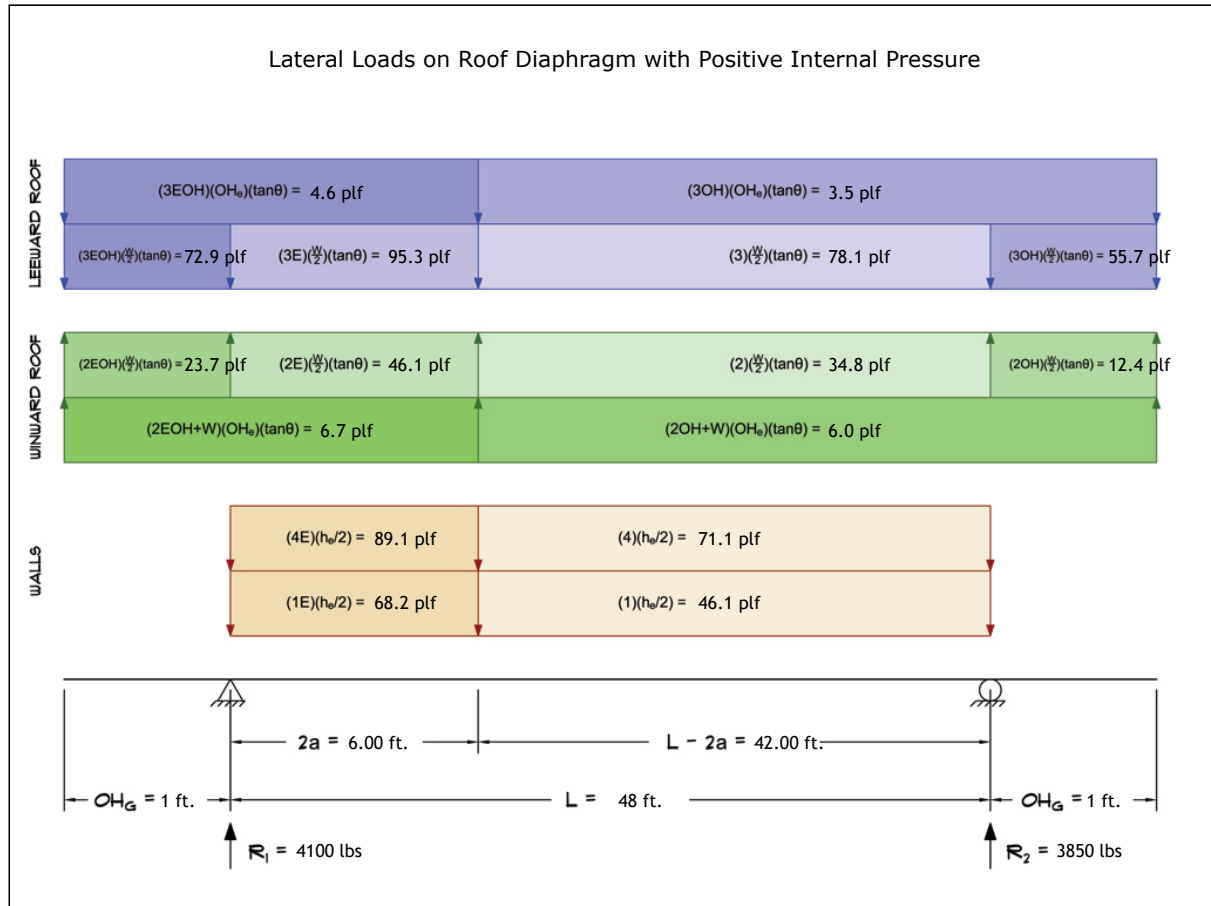 Lateral Loads on Roof Diaphragm with Positive Internal Pressure
LEEWARD ROOF
(3EOH)(OHₑ)(tanθ) = 4.6 plf
(3OH)(OHₑ)(tanθ) = 3.5 plf
(3EOH)(W/2)(tanθ) = 72.9 plf
(3E)(W/2)(tanθ) = 95.3 plf
(3)(W/2)(tanθ) = 78.1 plf
(3OH)(W/2)(tanθ) = 55.7 plf
WINWARD ROOF
(2EOH)(W/2)(tanθ) = 23.7 plf
(2E)(W/2)(tanθ) = 46.1 plf
(2)(W/2)(tanθ) = 34.8 plf
(2OH)(W/2)(tanθ) = 12.4 plf
(2EOH+W)(OHₑ)(tanθ) = 6.7 plf
(2OH+W)(OHₑ)(tanθ) = 6.0 plf
WALLS
(4E)(hₑ/2) = 89.1 plf
(4)(hₑ/2) = 71.1 plf
(1E)(hₑ/2) = 68.2 plf
(1)(hₑ/2) = 46.1 plf
2a = 6.00 ft.
L - 2a = 42.00 ft.
OH_G = 1 ft.
L = 48 ft.
OH_G = 1 ft.
R₁ = 4100 lbs
R₂ = 3850 lbs